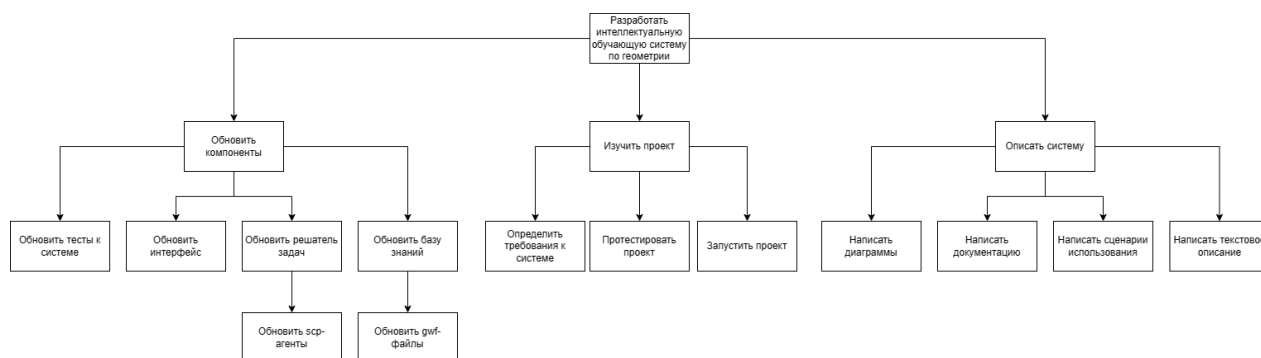 Разработать
интеллектуальную
обучающую систему
по геометрии
Обновить
компоненты
Изучить проект
Описать систему
Обновить тесты к
системе
Обновить
интерфейс
Обновить решатель
задач
Обновить базу
знаний
Определить
требования к
системе
Протестировать
проект
Запустить проект
Написать
диаграммы
Написать
документацию
Написать сценарии
использования
Написать текстовое
описание
Обновить scp-
агенты
Обновить gwf-
файлы